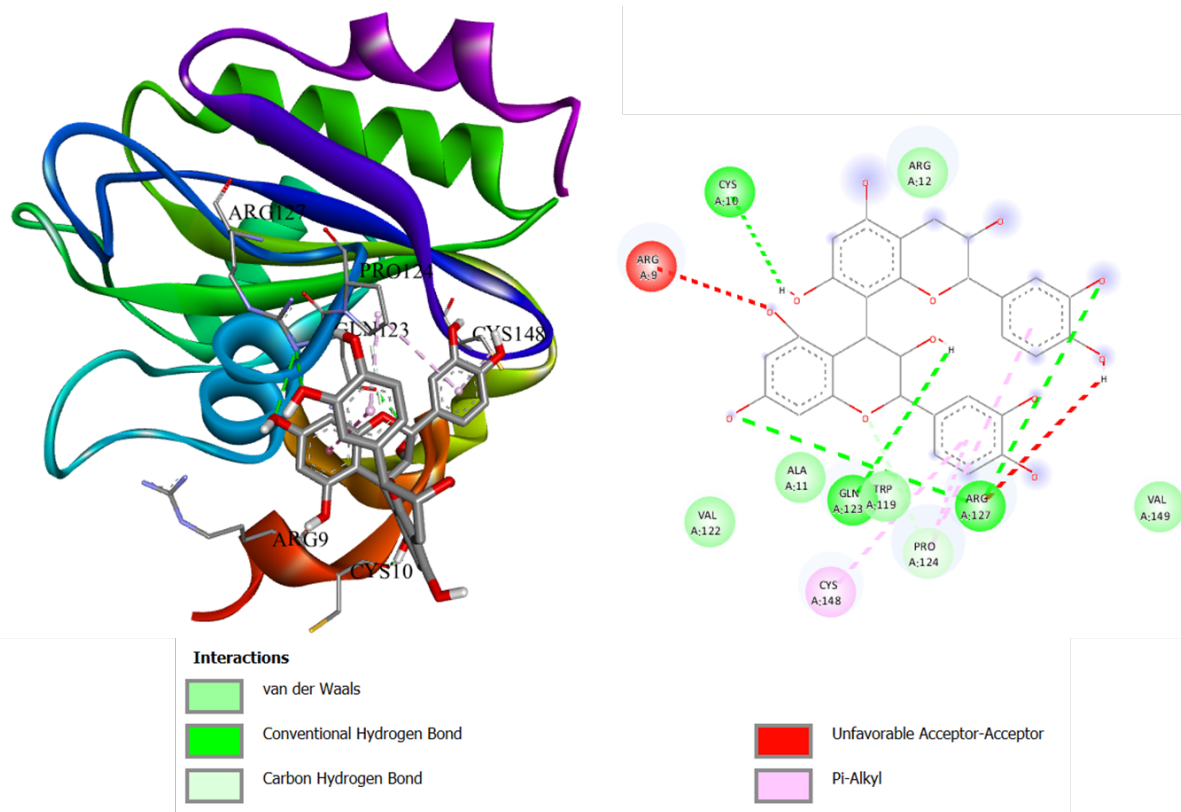 ARG127
PRO124
GLN123
CYS148
ARG9
CYS10
ARG
A:12
CYS
A:10
ARG
A:9
H
O
O
O
O
O
O
O
H
O
O
O
H
O
O
O
ALA
A:11
GLN
A:123
TRP
A:119
ARG
A:127
VAL
A:149
VAL
A:122
PRO
A:124
CYS
A:148
Interactions
van der Waals
Conventional Hydrogen Bond
Carbon Hydrogen Bond
Unfavorable Acceptor-Acceptor
Pi-Alkyl